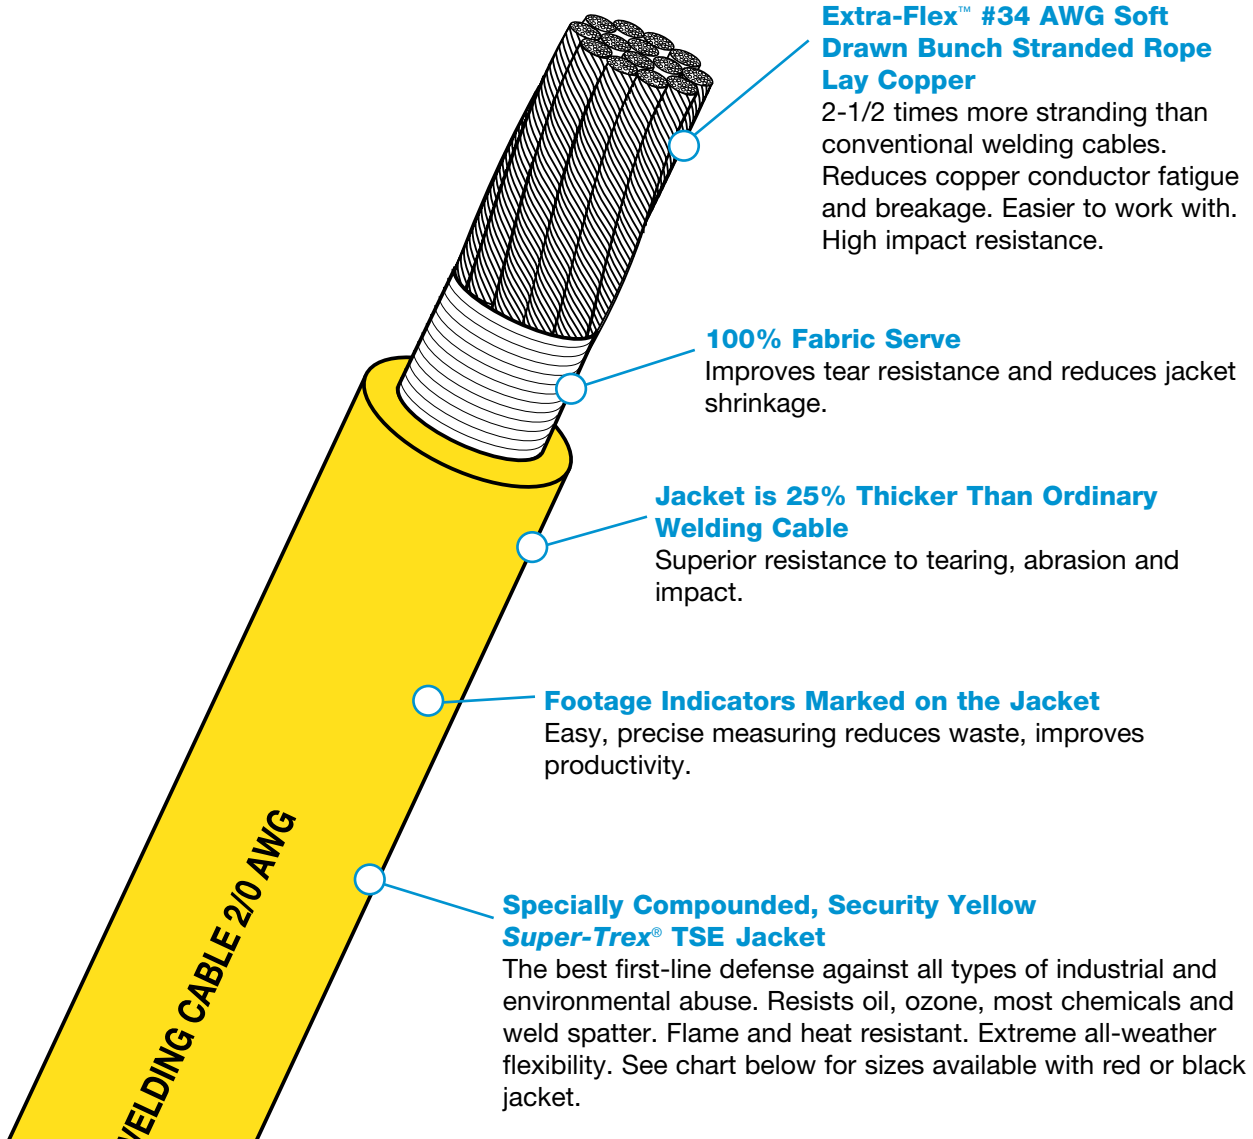 Extra-Flex™ #34 AWG Soft
Drawn Bunch Stranded Rope
Lay Copper
2-1/2 times more stranding than
conventional welding cables.
Reduces copper conductor fatigue
and breakage. Easier to work with.
High impact resistance.
100% Fabric Serve
Improves tear resistance and reduces jacket
shrinkage.
Jacket is 25% Thicker Than Ordinary
Welding Cable
Superior resistance to tearing, abrasion and
impact.
Footage Indicators Marked on the Jacket
Easy, precise measuring reduces waste, improves
productivity.
Specially Compounded, Security Yellow
Super-Trex® TSE Jacket
The best first-line defense against all types of industrial and
environmental abuse. Resists oil, ozone, most chemicals and
weld spatter. Flame and heat resistant. Extreme all-weather
flexibility. See chart below for sizes available with red or black
jacket.
WELDING CABLE 2/0 AWG